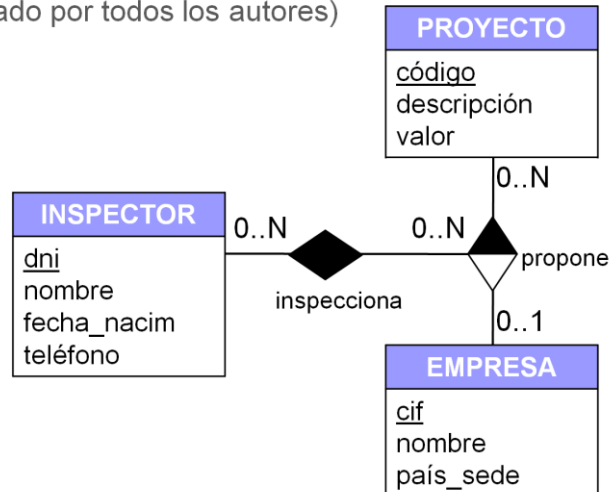 ado por todos los autores)
PROYECTO
código
descripción
valor
0..N
INSPECTOR
dni
nombre
fecha_nacim
teléfono
0..N
inspecciona
0..N
propone
0..1
EMPRESA
cif
nombre
país_sede